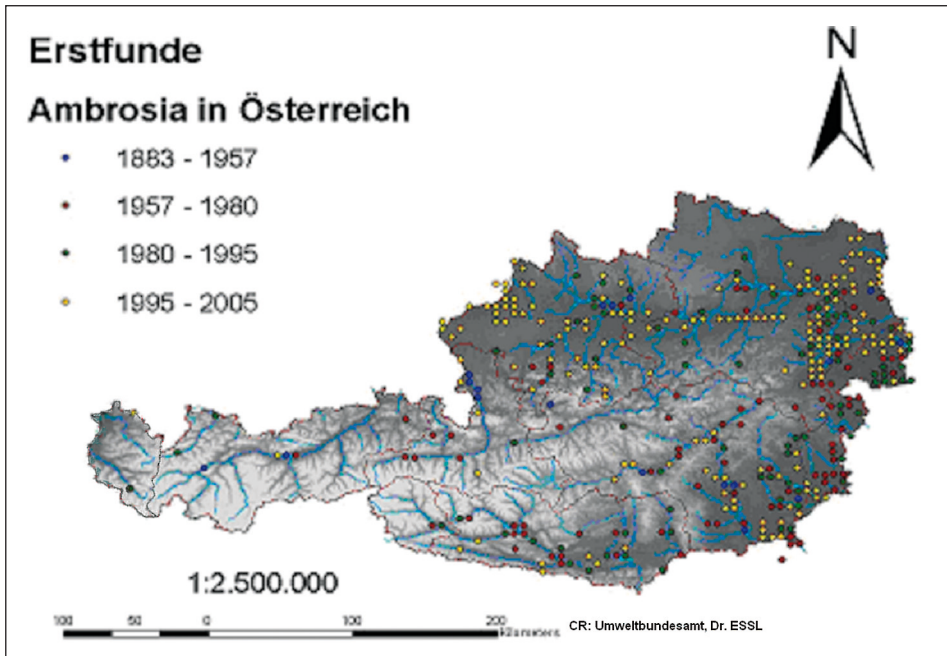 Erstfunde
N
Ambrosia in Österreich
1883 - 1957
1957 - 1980
1980 - 1995
1995 - 2005
1:2.500.000
100 0 100 200
Kilometers
CR: Umweltbundesamt, Dr. ESSL